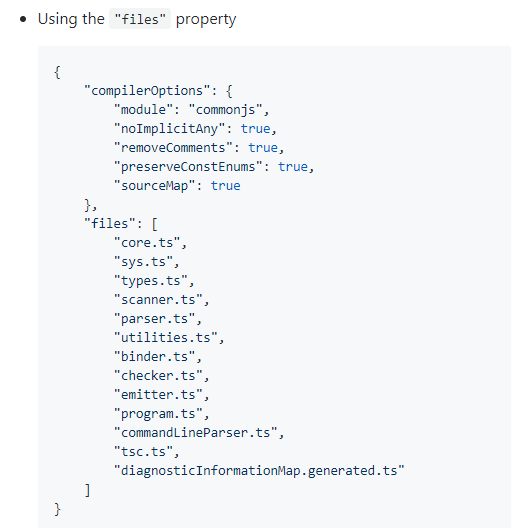 Using the "files" property
{
    "compilerOptions": {
        "module": "commonjs",
        "noImplicitAny": true,
        "removeComments": true,
        "preserveConstEnums": true,
        "sourceMap": true
    },
    "files": [
        "core.ts",
        "sys.ts",
        "types.ts",
        "scanner.ts",
        "parser.ts",
        "utilities.ts",
        "binder.ts",
        "checker.ts",
        "emitter.ts",
        "program.ts",
        "commandLineParser.ts",
        "tsc.ts",
        "diagnosticInformationMap.generated.ts"
    ]
}